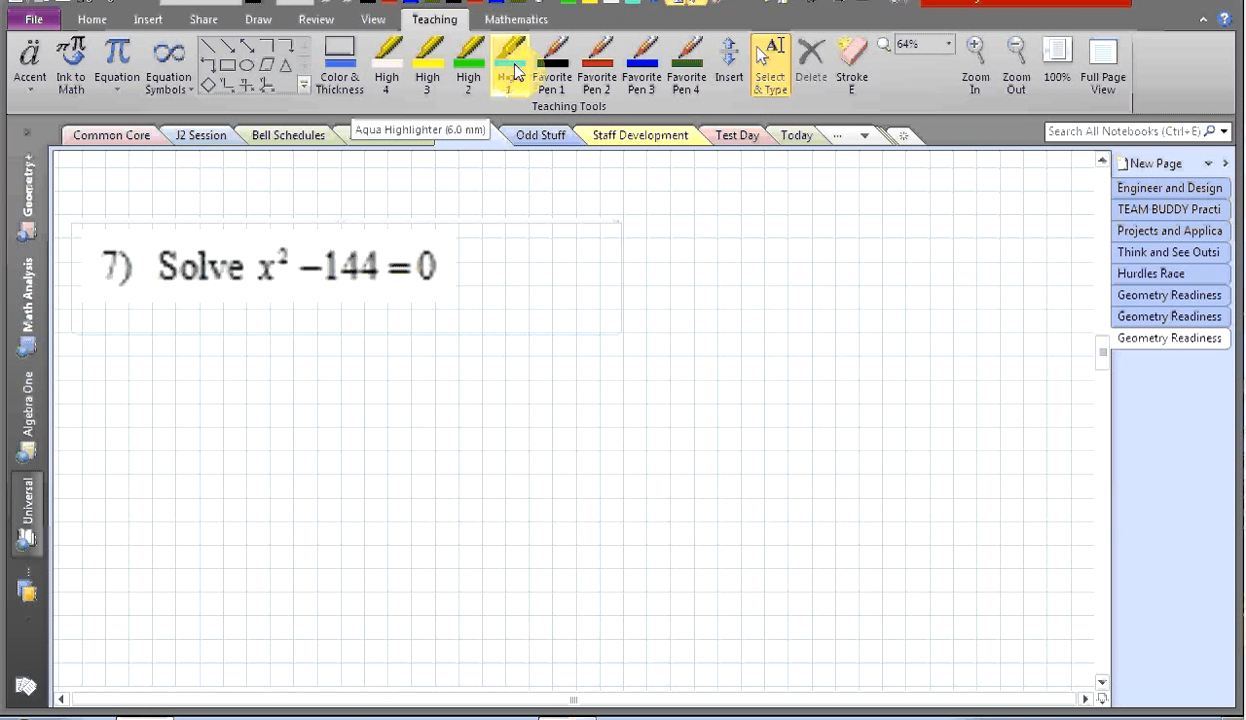 File Home Insert Share Draw Review View Teaching Mathematics
ä ππ π ∞
Accent Ink to Math Equation Equation Symbols Color & Thickness High 4 High 3 High 2 High 1 Favorite Pen 1 Favorite Pen 2 Favorite Pen 3 Favorite Pen 4 Insert Select & Type Delete Stroke E 64% Zoom In Zoom Out 100% Full Page View
Teaching Tools
Aqua Highlighter (6.0 mm)
Common Core J2 Session Bell Schedules Odd Stuff Staff Development Test Day Today ... Search All Notebooks (Ctrl+E)
Geometry+
Math Analysis
Algebra One
Universal
7) Solve x² −144 = 0
New Page
Engineer and Design
TEAM BUDDY Practi
Projects and Applica
Think and See Outsi
Hurdles Race
Geometry Readiness
Geometry Readiness
Geometry Readiness